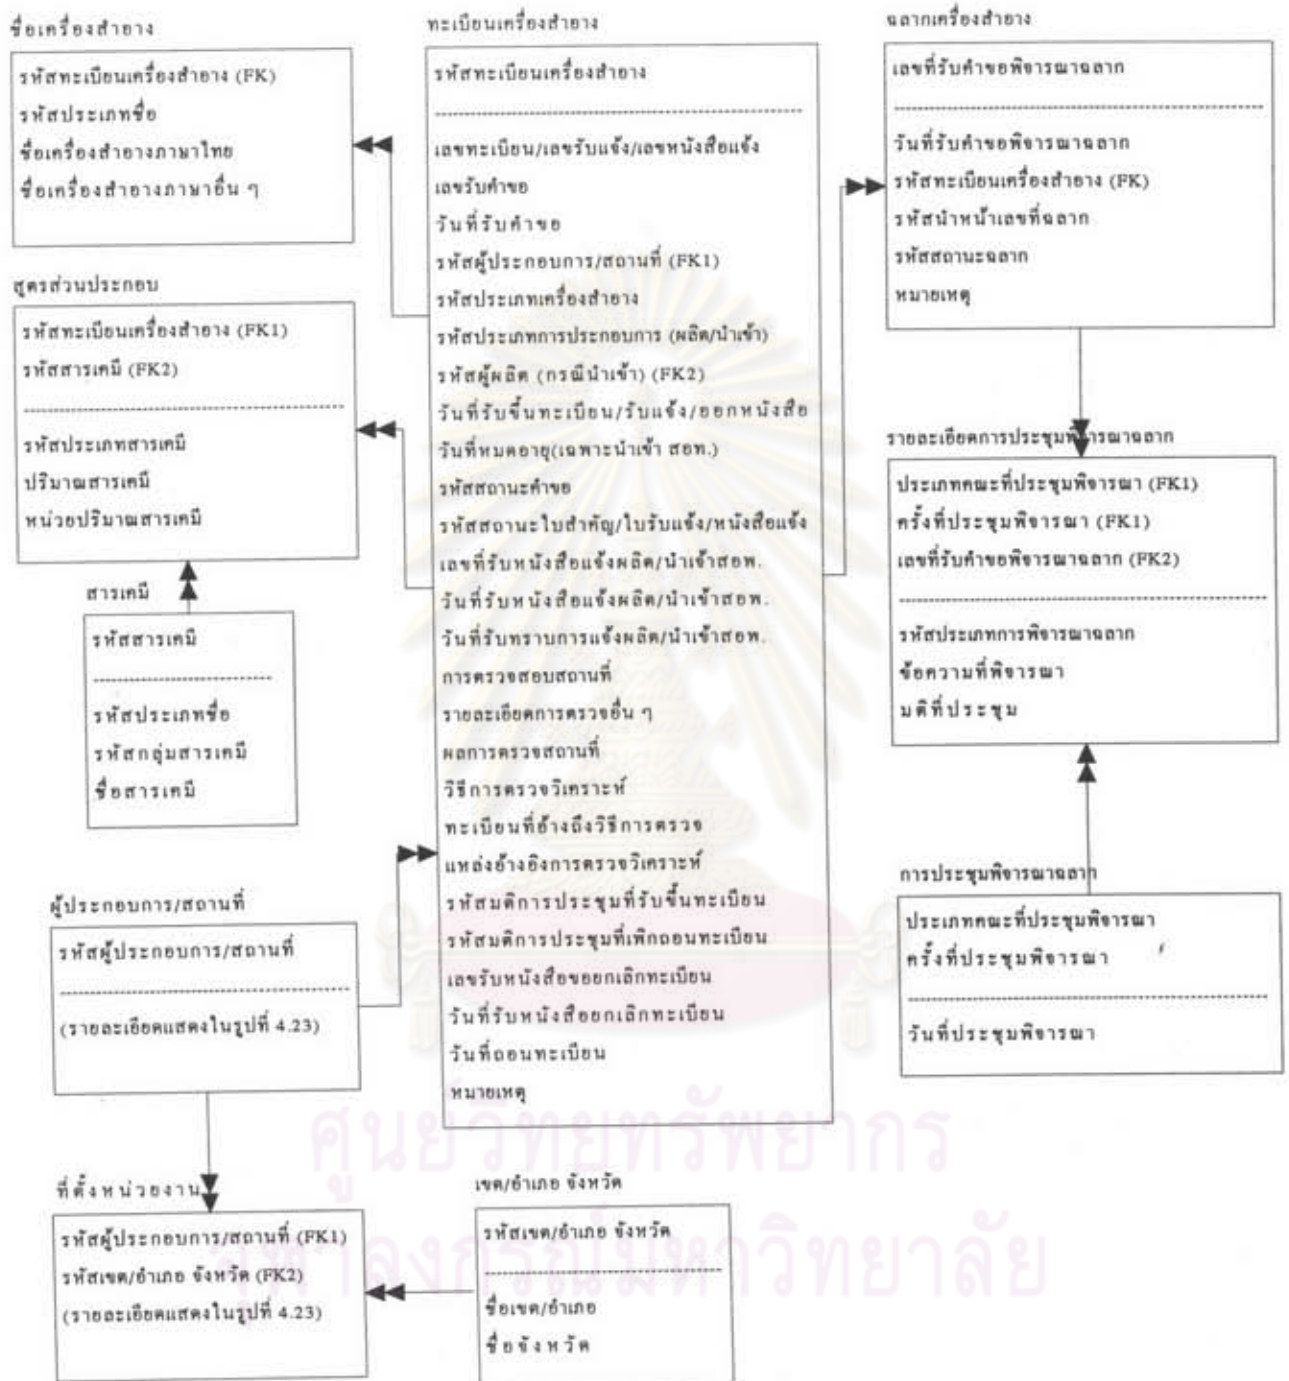 ชื่อเครื่องสำอาง
รหัสทะเบียนเครื่องสำอาง (FK)
รหัสประเภทชื่อ
ชื่อเครื่องสำอางภาษาไทย
ชื่อเครื่องสำอางภาษาอื่น ๆ
สูตรส่วนประกอบ
รหัสทะเบียนเครื่องสำอาง (FK1)
รหัสสารเคมี (FK2)
รหัสประเภทสารเคมี
ปริมาณสารเคมี
หน่วยปริมาณสารเคมี
สารเคมี
รหัสสารเคมี
รหัสประเภทชื่อ
รหัสกลุ่มสารเคมี
ชื่อสารเคมี
ผู้ประกอบการ/สถานที่
รหัสผู้ประกอบการ/สถานที่
(รายละเอียดแสดงในรูปที่ 4.23)
ที่ตั้งหน่วยงาน
รหัสผู้ประกอบการ/สถานที่ (FK1)
รหัสเขต/อำเภอ จังหวัด (FK2)
(รายละเอียดแสดงในรูปที่ 4.23)
ทะเบียนเครื่องสำอาง
รหัสทะเบียนเครื่องสำอาง
เลขทะเบียน/เลขรับแจ้ง/เลขหนังสือแจ้ง
เลขรับคำขอ
วันที่รับคำขอ
รหัสผู้ประกอบการ/สถานที่ (FK1)
รหัสประเภทเครื่องสำอาง
รหัสประเภทการประกอบการ (ผลิต/นำเข้า)
รหัสผู้ผลิต (กรณีนำเข้า) (FK2)
วันที่รับขึ้นทะเบียน/รับแจ้ง/ออกหนังสือ
วันที่หมดอายุ(เฉพาะนำเข้า สอท.)
รหัสสถานะคำขอ
รหัสสถานะใบสำคัญ/ใบรับแจ้ง/หนังสือแจ้ง
เลขที่รับหนังสือแจ้งผลิต/นำเข้าสอพ.
วันที่รับหนังสือแจ้งผลิต/นำเข้าสอพ.
วันที่รับทราบการแจ้งผลิต/นำเข้าสอพ.
การตรวจสอบสถานที่
รายละเอียดการตรวจอื่น ๆ
ผลการตรวจสถานที่
วิธีการตรวจวิเคราะห์
ทะเบียนที่อ้างถึงวิธีการตรวจ
แหล่งอ้างอิงการตรวจวิเคราะห์
รหัสมติการประชุมที่รับขึ้นทะเบียน
รหัสมติการประชุมที่เพิกถอนทะเบียน
เลขรับหนังสือขอยกเลิกทะเบียน
วันที่รับหนังสือยกเลิกทะเบียน
วันที่ถอนทะเบียน
หมายเหตุ
เขต/อำเภอ จังหวัด
รหัสเขต/อำเภอ จังหวัด
ชื่อเขต/อำเภอ
ชื่อจังหวัด
ฉลากเครื่องสำอาง
เลขที่รับคำขอพิจารณาฉลาก
วันที่รับคำขอพิจารณาฉลาก
รหัสทะเบียนเครื่องสำอาง (FK)
รหัสนำหน้าเลขที่ฉลาก
รหัสสถานะฉลาก
หมายเหตุ
รายละเอียดการประชุมพิจารณาฉลาก
ประเภทคณะที่ประชุมพิจารณา (FK1)
ครั้งที่ประชุมพิจารณา (FK1)
เลขที่รับคำขอพิจารณาฉลาก (FK2)
รหัสประเภทการพิจารณาฉลาก
ข้อความที่พิจารณา
มติที่ประชุม
การประชุมพิจารณาฉลาก
ประเภทคณะที่ประชุมพิจารณา
ครั้งที่ประชุมพิจารณา
วันที่ประชุมพิจารณา
ศูนย์วิทยทรัพยากร
จุฬาลงกรณ์มหาวิทยาลัย